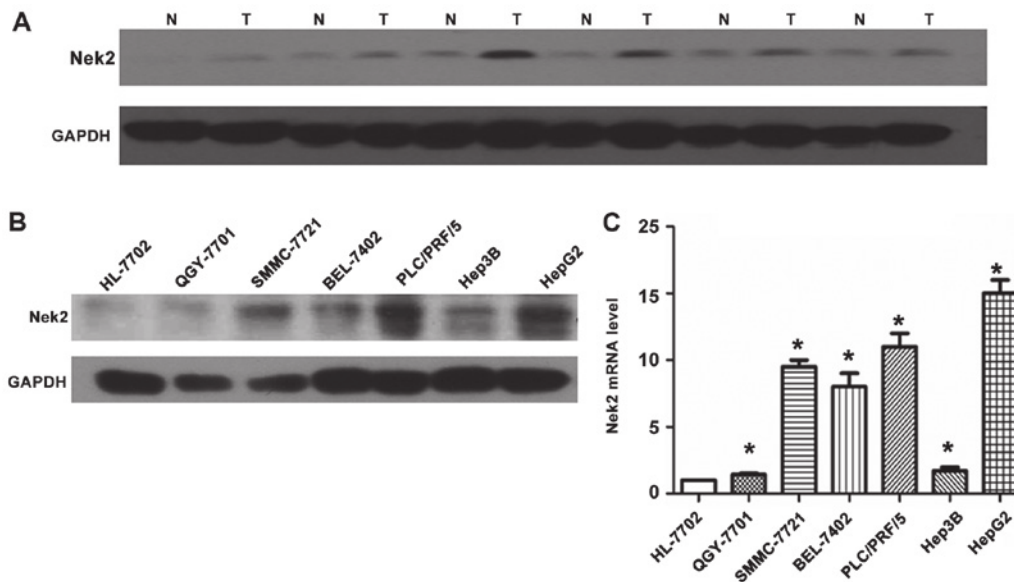 A
N T N T N T N T N T N T
Nek2
GAPDH
B
HL-7702 QGY-7701 SMMC-7721 BEL-7402 PLC/PRF/5 Hep3B HepG2
Nek2
GAPDH
C
Nek2 mRNA level
25
15
10
5
0
* * * * * *
HL-7702 QGY-7701 SMMC-7721 BEL-7402 PLC/PRF/5 Hep3B HepG2